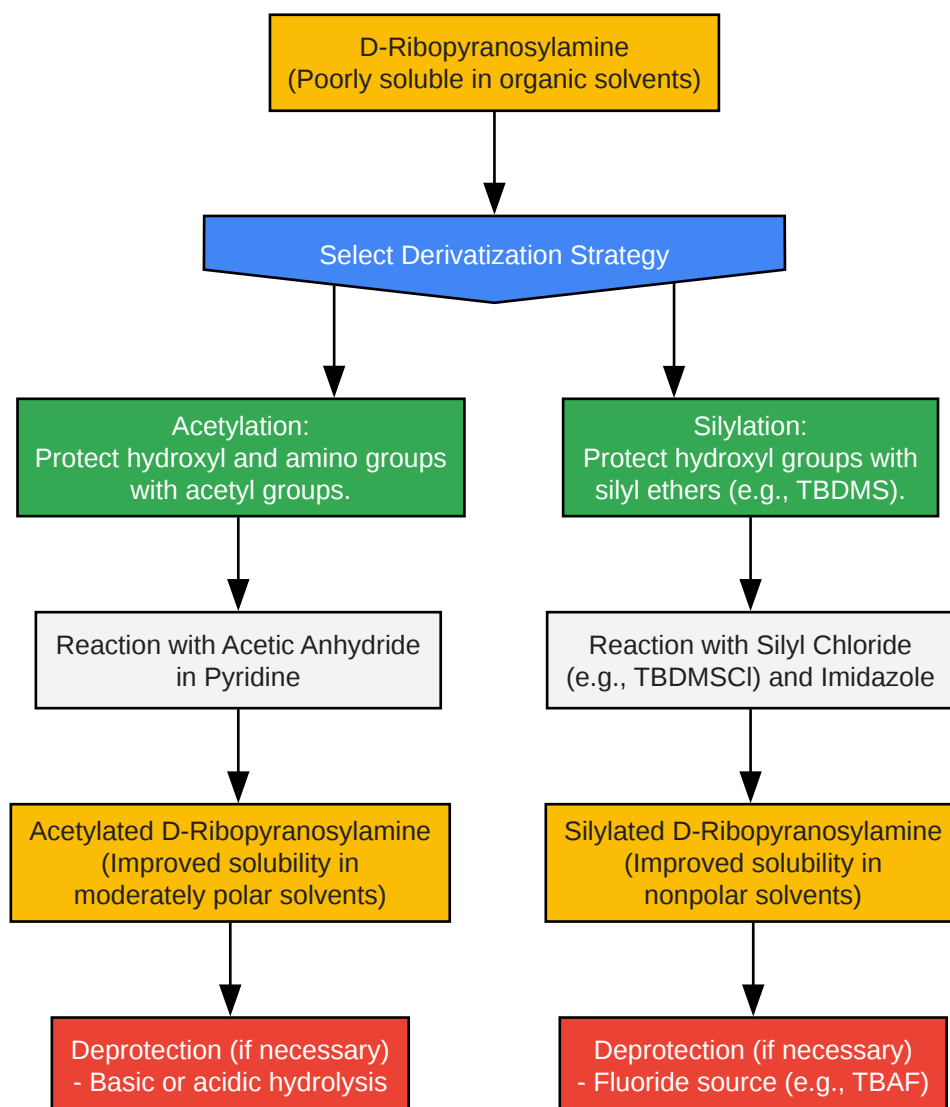 D-Ribopyranosylamine
(Poorly soluble in organic solvents)
Select Derivatization Strategy
Acetylation:
Protect hydroxyl and amino groups
with acetyl groups.
Silylation:
Protect hydroxyl groups with
silyl ethers (e.g., TBDMS).
Reaction with Acetic Anhydride
in Pyridine
Reaction with Silyl Chloride
(e.g., TBDMSCl) and Imidazole
Acetylated D-Ribopyranosylamine
(Improved solubility in
moderately polar solvents)
Silylated D-Ribopyranosylamine
(Improved solubility in
nonpolar solvents)
Deprotection (if necessary)
- Basic or acidic hydrolysis
Deprotection (if necessary)
- Fluoride source (e.g., TBAF)